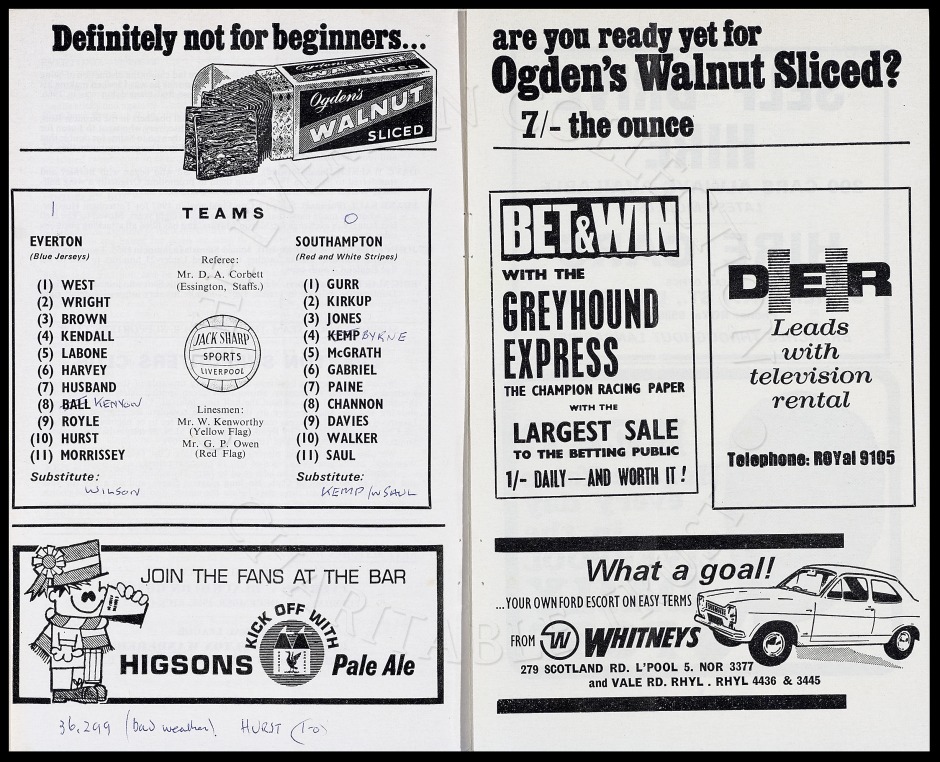 Definitely not for beginners...
Ogden's
WALNUT
SLICED
Ogden's
WALNUT
SLICED
1
0
TEAMS
EVERTON
(Blue Jerseys)
(1) WEST
(2) WRIGHT
(3) BROWN
(4) KENDALL
(5) LABONE
(6) HARVEY
(7) HUSBAND
(8) BALL KENYON
(9) ROYLE
(10) HURST
(11) MORRISSEY
Substitute:
WILSON
Referee:
Mr. D. A. Corbett
(Essington, Staffs.)
JACK SHARP
SPORTS
LIVERPOOL
Linesmen:
Mr. W. Kenworthy
(Yellow Flag)
Mr. G. P. Owen
(Red Flag)
SOUTHAMPTON
(Red and White Stripes)
(1) GURR
(2) KIRKUP
(3) JONES
(4) KEMP BYRNE
(5) McGRATH
(6) GABRIEL
(7) PAINE
(8) CHANNON
(9) DAVIES
(10) WALKER
(11) SAUL
Substitute:
KEMP/W SAUL
JOIN THE FANS AT THE BAR
KICK OFF WITH
HIGSONS Pale Ale
36,299 (bad weather). HURST (1-0)
are you ready yet for
Ogden's Walnut Sliced?
7/- the ounce
BET & WIN
WITH THE
GREYHOUND
EXPRESS
THE CHAMPION RACING PAPER
WITH THE
LARGEST SALE
TO THE BETTING PUBLIC
1/- DAILY—AND WORTH IT!
DER
Leads
with
television
rental
Telephone: ROYal 9105
What a goal!
...YOUR OWN FORD ESCORT ON EASY TERMS
FROM W WHITNEYS
279 SCOTLAND RD. L'POOL 5. NOR 3377
and VALE RD. RHYL . RHYL 4436 & 3445